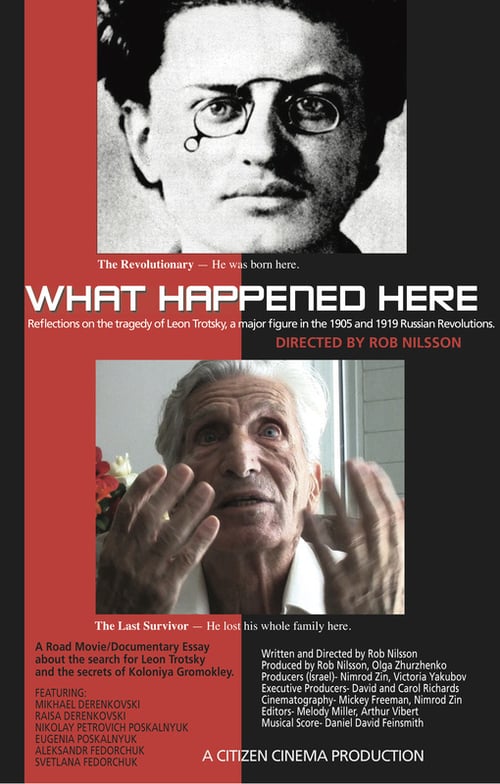 The Revolutionary — He was born here.
WHAT HAPPENED HERE
Reflections on the tragedy of Leon Trotsky, a major figure in the 1905 and 1919 Russian Revolutions.
DIRECTED BY ROB NILSSON
The Last Survivor — He lost his whole family here.
A Road Movie/Documentary Essay
about the search for Leon Trotsky
and the secrets of Koloniya Gromokley.
FEATURING:
MIKHAEL DERENKOVSKI
RAISA DERENKOVSKI
NIKOLAY PETROVICH POSKALNYUK
EUGENIA POSKALNYUK
ALEKSANDR FEDORCHUK
SVETLANA FEDORCHUK
Written and Directed by Rob Nilsson
Produced by Rob Nilsson, Olga Zhurzhenko
Producers (Israel)- Nimrod Zin, Victoria Yakubov
Executive Producers- David and Carol Richards
Cinematography- Mickey Freeman, Nimrod Zin
Editors- Melody Miller, Arthur Vibert
Musical Score- Daniel David Feinsmith
A CITIZEN CINEMA PRODUCTION